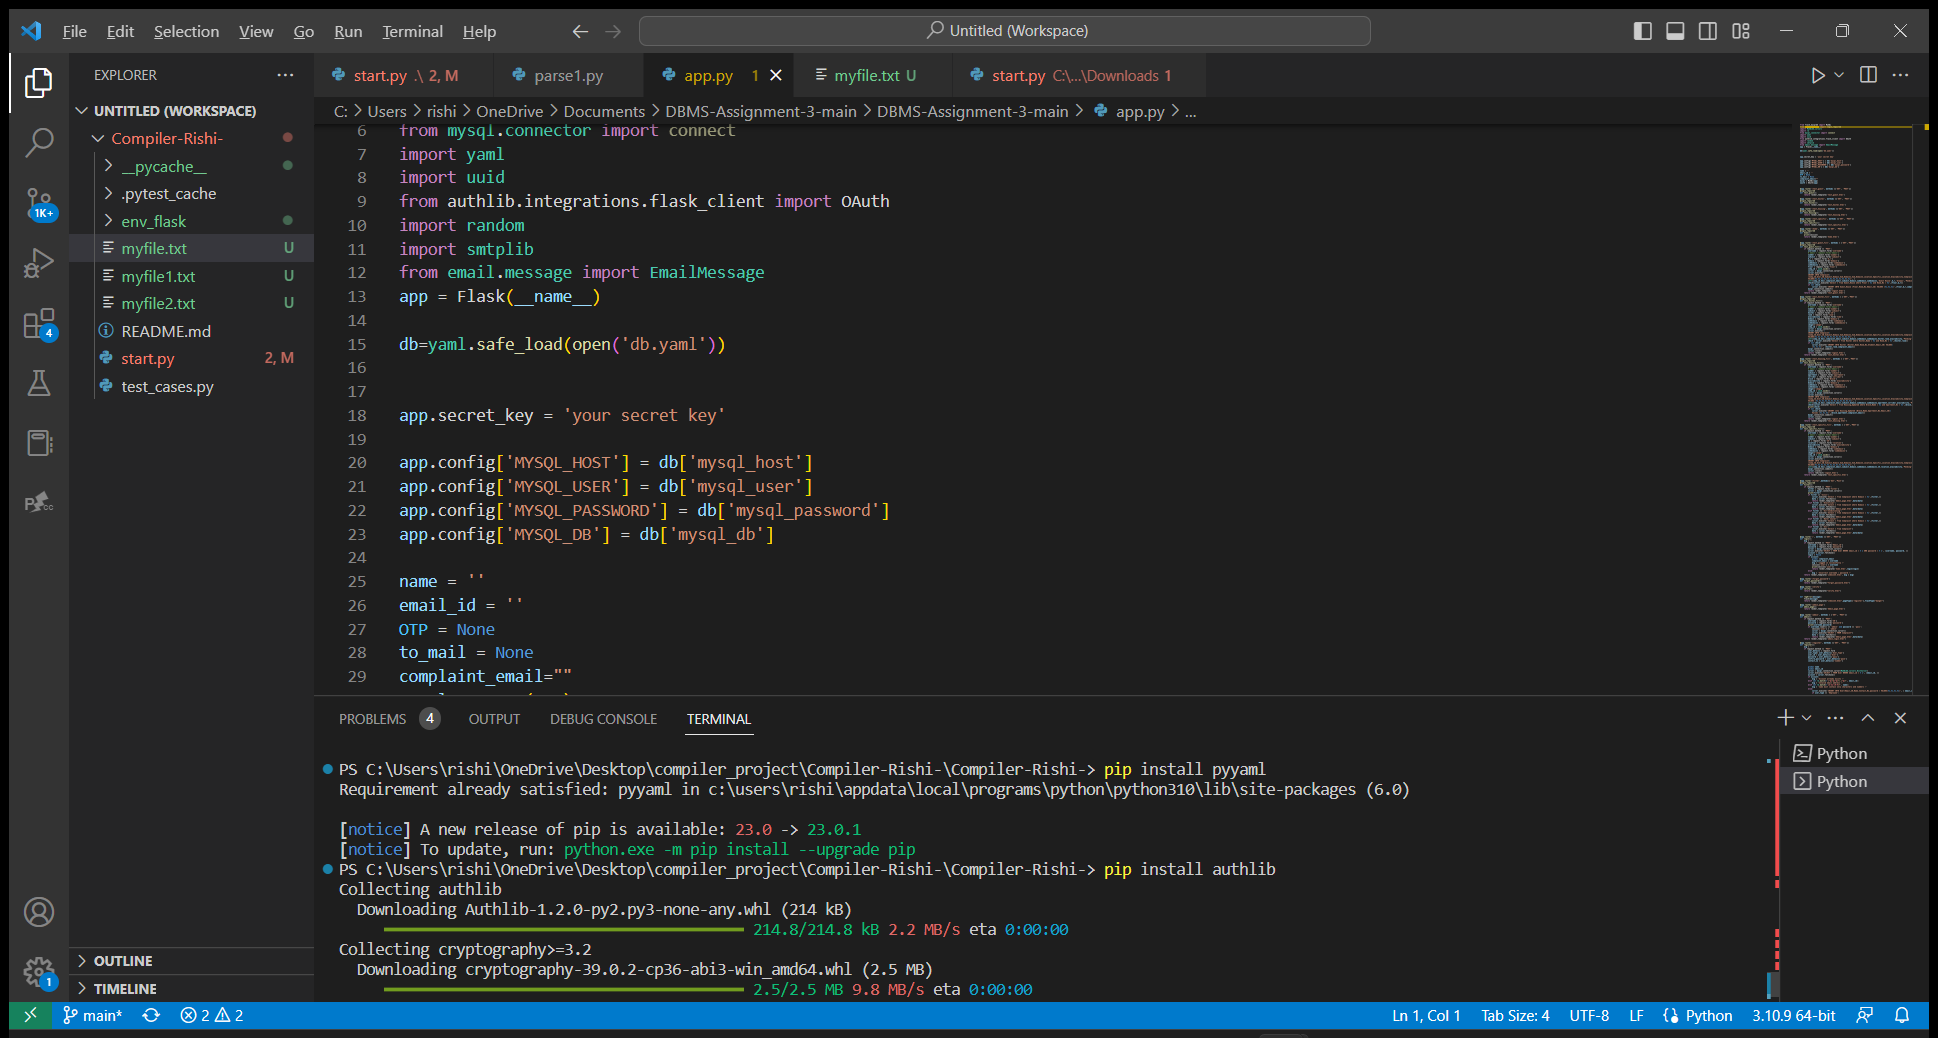 File Edit Selection View Go Run Terminal Help
Untitled (Workspace)
EXPLORER
UNTITLED (WORKSPACE)
Compiler-Rishi-
__pycache__
.pytest_cache
env_flask
myfile.txt U
myfile1.txt U
myfile2.txt U
README.md
start.py 2, M
test_cases.py
OUTLINE
TIMELINE
1K+
4
1
start.py .\ 2, M parse1.py app.py 1 myfile.txt U start.py C:\...\Downloads 1
C: > Users > rishi > OneDrive > Documents > DBMS-Assignment-3-main > DBMS-Assignment-3-main > app.py > ...
6 from mysql.connector import connect
7 import yaml
8 import uuid
9 from authlib.integrations.flask_client import OAuth
10 import random
11 import smtplib
12 from email.message import EmailMessage
13 app = Flask(__name__)
14
15 db=yaml.safe_load(open('db.yaml'))
16
17
18 app.secret_key = 'your secret key'
19
20 app.config['MYSQL_HOST'] = db['mysql_host']
21 app.config['MYSQL_USER'] = db['mysql_user']
22 app.config['MYSQL_PASSWORD'] = db['mysql_password']
23 app.config['MYSQL_DB'] = db['mysql_db']
24
25 name = ''
26 email_id = ''
27 OTP = None
28 to_mail = None
29 complaint_email=""
PROBLEMS 4 OUTPUT DEBUG CONSOLE TERMINAL
PS C:\Users\rishi\OneDrive\Desktop\compiler_project\Compiler-Rishi-\Compiler-Rishi-> pip install pyyaml
Requirement already satisfied: pyyaml in c:\users\rishi\appdata\local\programs\python\python310\lib\site-packages (6.0)
[notice] A new release of pip is available: 23.0 -> 23.0.1
[notice] To update, run: python.exe -m pip install --upgrade pip
PS C:\Users\rishi\OneDrive\Desktop\compiler_project\Compiler-Rishi-\Compiler-Rishi-> pip install authlib
Collecting authlib
Downloading Authlib-1.2.0-py2.py3-none-any.whl (214 kB)
214.8/214.8 kB 2.2 MB/s eta 0:00:00
Collecting cryptography>=3.2
Downloading cryptography-39.0.2-cp36-abi3-win_amd64.whl (2.5 MB)
2.5/2.5 MB 9.8 MB/s eta 0:00:00
Python
Python
main* 2 2 Ln 1, Col 1 Tab Size: 4 UTF-8 LF Python 3.10.9 64-bit